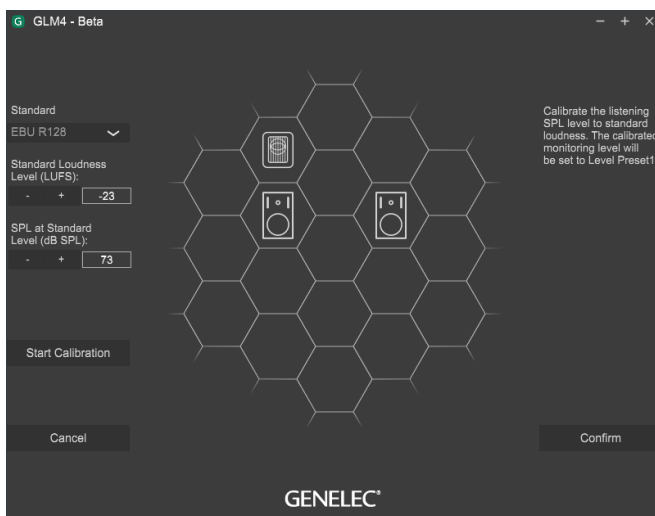 G GLM4 - Beta
Standard
EBU R128
Standard Loudness
Level (LUFS):
- + -23
SPL at Standard
Level (dB SPL):
- + 73
Start Calibration
Cancel
Calibrate the listening
SPL level to standard
loudness. The calibrated
monitoring level will
be set to Level Preset1
Confirm
GENELEC®